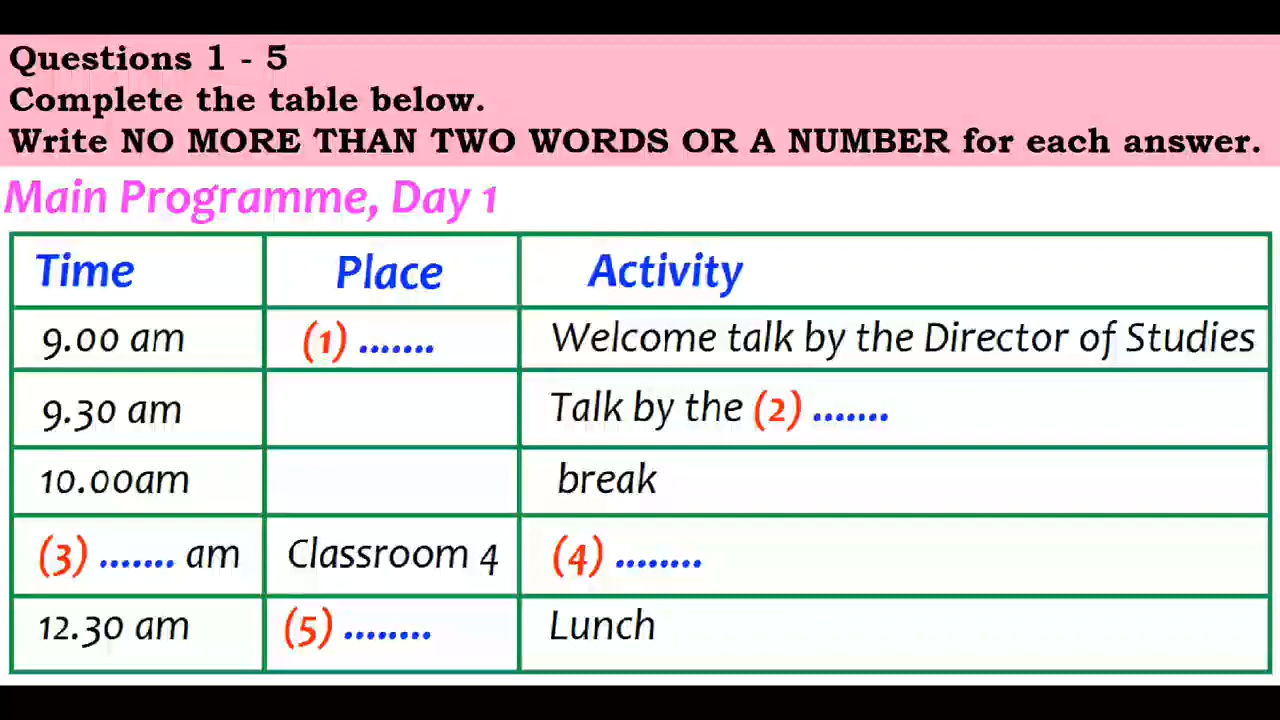 Questions 1 - 5
Complete the table below.
Write NO MORE THAN TWO WORDS OR A NUMBER for each answer.
Main Programme, Day 1
Time Place Activity
9.00 am (1) ....... Welcome talk by the Director of Studies
9.30 am Talk by the (2) .......
10.00am break
(3) ....... am Classroom 4 (4) ........
12.30 am (5) ........ Lunch